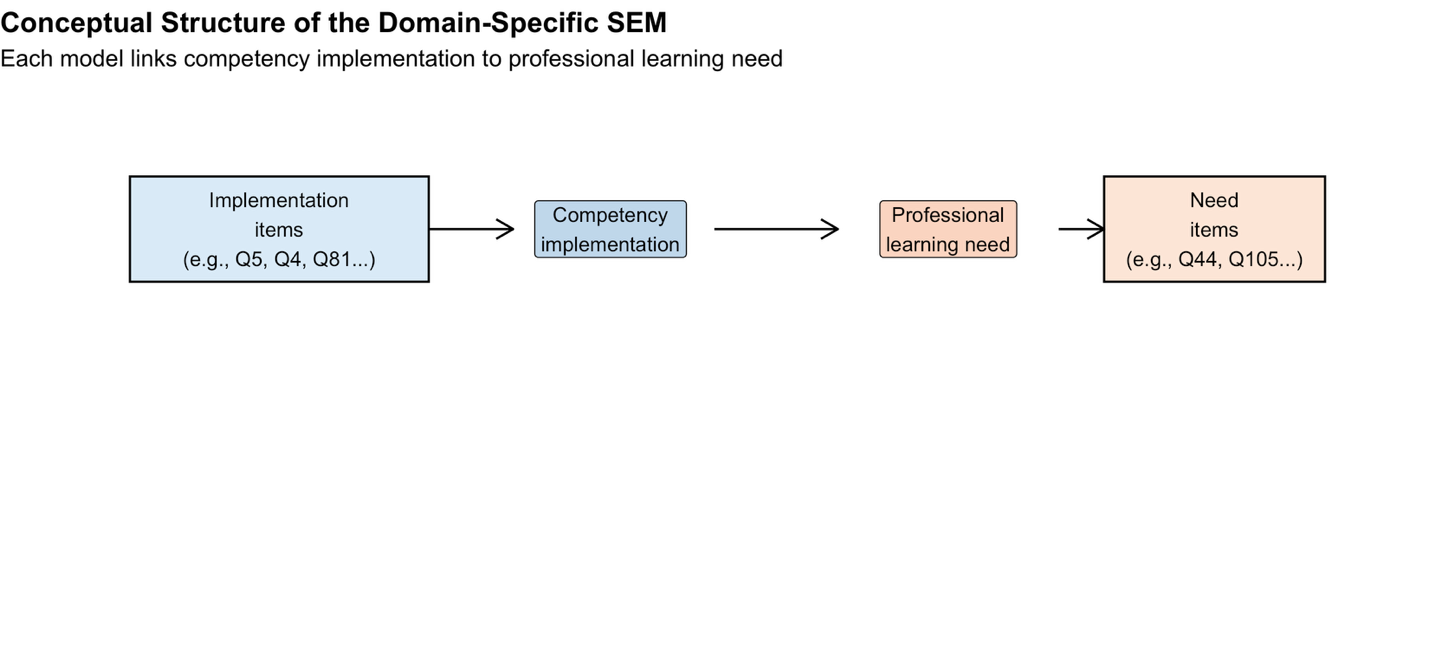 Conceptual Structure of the Domain-Specific SEM
Each model links competency implementation to professional learning need
Implementation
items
(e.g., Q5, Q4, Q81...)
Competency
implementation
Professional
learning need
Need
items
(e.g., Q44, Q105...)